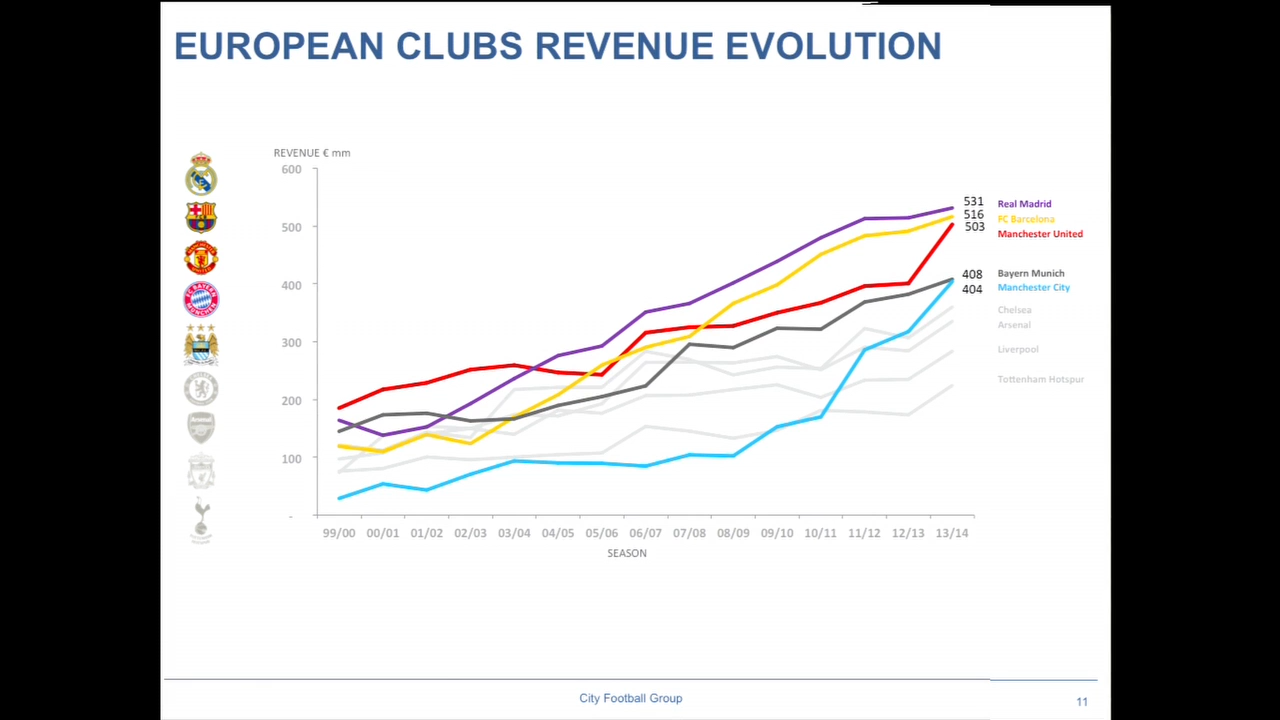 EUROPEAN CLUBS REVENUE EVOLUTION
REVENUE € mm
600
500
400
300
200
100
-
531
516
503
408
404
Real Madrid
FC Barcelona
Manchester United
Bayern Munich
Manchester City
Chelsea
Arsenal
Liverpool
Tottenham Hotspur
99/00 00/01 01/02 02/03 03/04 04/05 05/06 06/07 07/08 08/09 09/10 10/11 11/12 12/13 13/14
SEASON
City Football Group
11